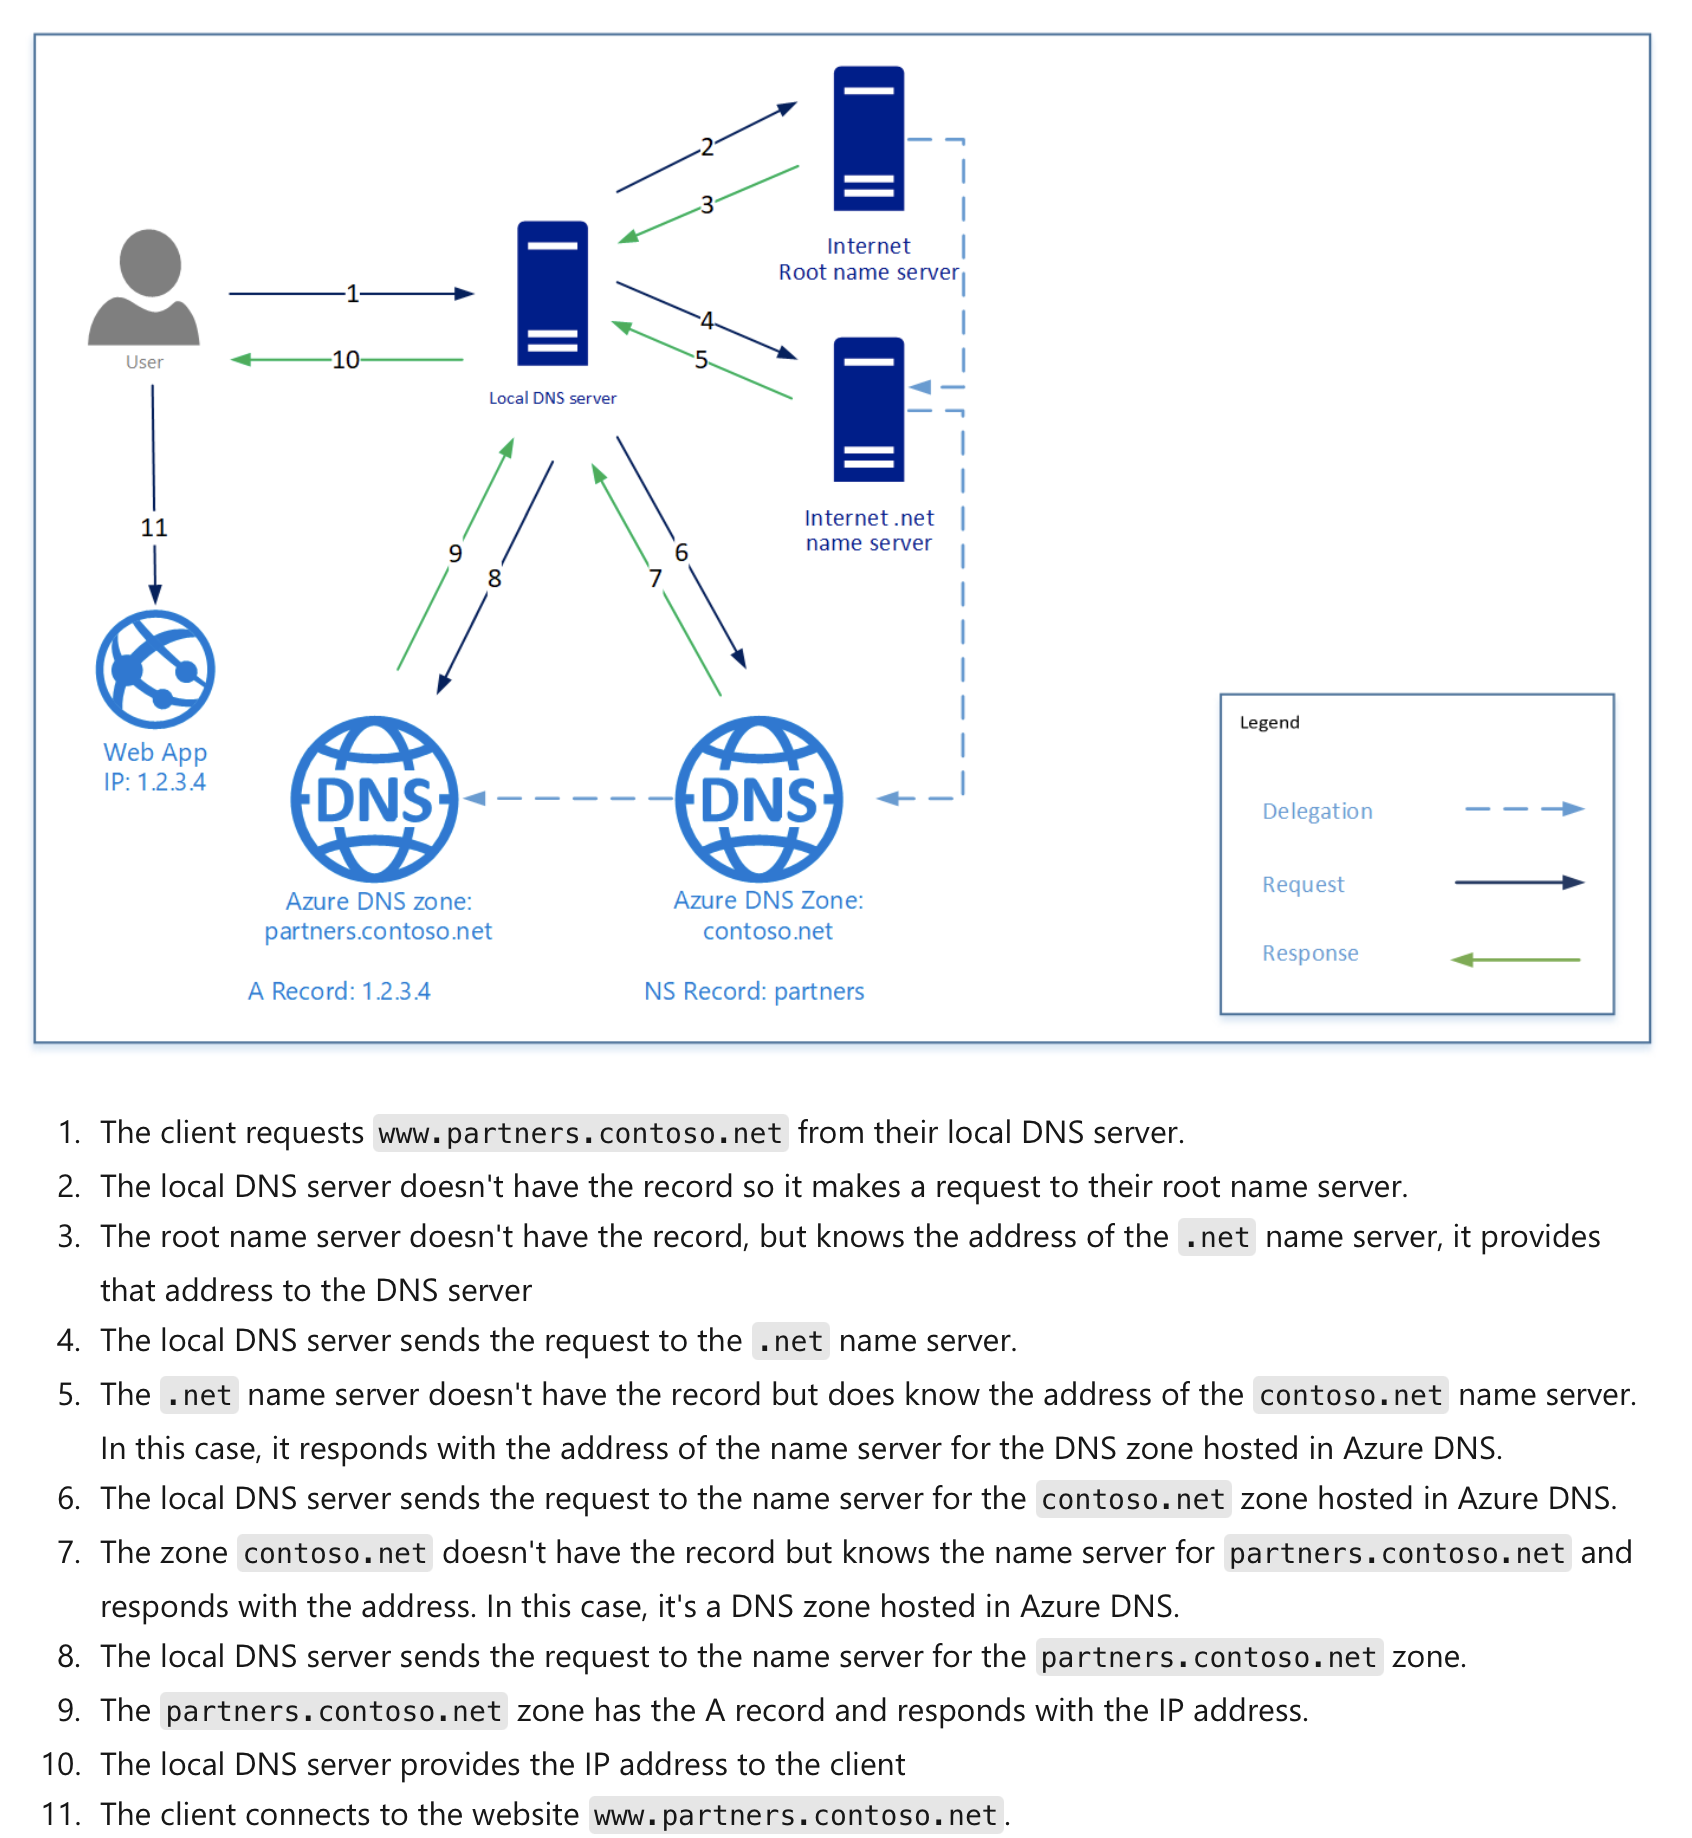 2
3
Internet
Root name server
1
4
5
10
User
Local DNS server
Internet .net
name server
11
9
8
6
7
Web App
IP: 1.2.3.4
DNS
DNS
Azure DNS zone:
partners.contoso.net
Azure DNS Zone:
contoso.net
A Record: 1.2.3.4
NS Record: partners
Legend
Delegation
Request
Response
1. The client requests www.partners.contoso.net from their local DNS server.
2. The local DNS server doesn't have the record so it makes a request to their root name server.
3. The root name server doesn't have the record, but knows the address of the .net name server, it provides
that address to the DNS server
4. The local DNS server sends the request to the .net name server.
5. The .net name server doesn't have the record but does know the address of the contoso.net name server.
In this case, it responds with the address of the name server for the DNS zone hosted in Azure DNS.
6. The local DNS server sends the request to the name server for the contoso.net zone hosted in Azure DNS.
7. The zone contoso.net doesn't have the record but knows the name server for partners.contoso.net and
responds with the address. In this case, it's a DNS zone hosted in Azure DNS.
8. The local DNS server sends the request to the name server for the partners.contoso.net zone.
9. The partners.contoso.net zone has the A record and responds with the IP address.
10. The local DNS server provides the IP address to the client
11. The client connects to the website www.partners.contoso.net.